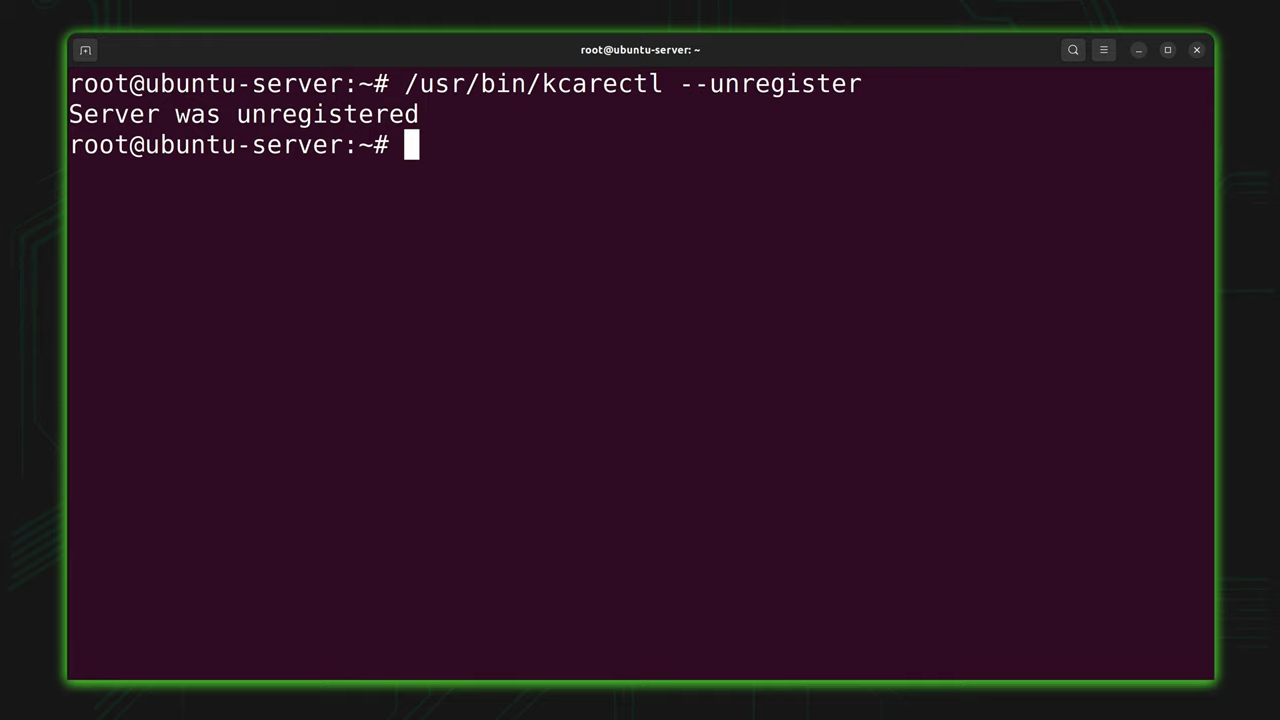 root@ubuntu-server: ~
root@ubuntu-server:~# /usr/bin/kcarectl --unregister
Server was unregistered
root@ubuntu-server:~#